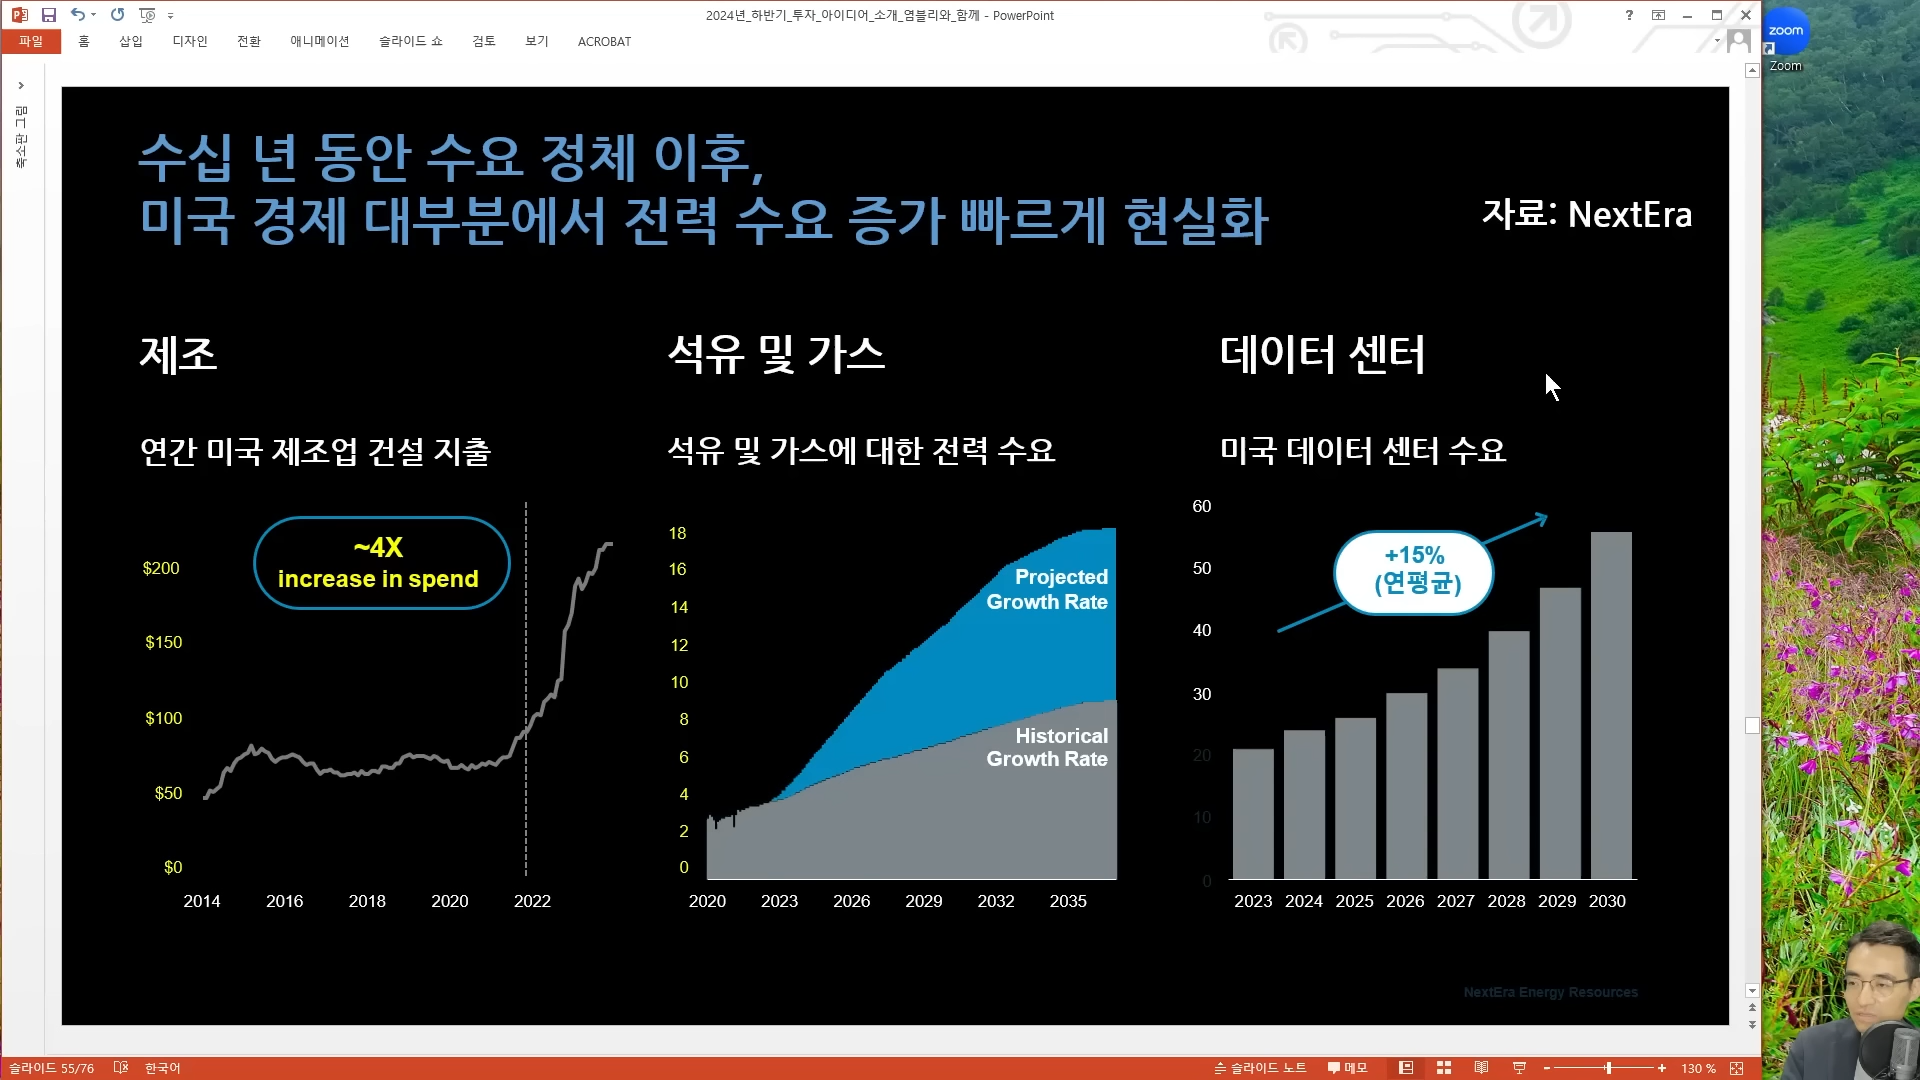 2024년_하반기_투자_아이디어_소개_염블리와_함께 - PowerPoint
파일 홈 삽입 디자인 전환 애니메이션 슬라이드 쇼 검토 보기 ACROBAT
zoom
Zoom
축소판 그림
수십 년 동안 수요 정체 이후,
미국 경제 대부분에서 전력 수요 증가 빠르게 현실화
자료: NextEra
제조
연간 미국 제조업 건설 지출
~4X
increase in spend
$200
$150
$100
$50
$0
2014 2016 2018 2020 2022
석유 및 가스
석유 및 가스에 대한 전력 수요
18
16
14
12
10
8
6
4
2
0
Projected
Growth Rate
Historical
Growth Rate
2020 2023 2026 2029 2032 2035
데이터 센터
미국 데이터 센터 수요
60
50
40
30
20
10
0
+15%
(연평균)
2023 2024 2025 2026 2027 2028 2029 2030
NextEra Energy Resources
슬라이드 55/76 한국어 슬라이드 노트 메모 130 %